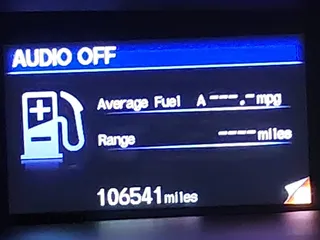 AUDIO OFF
Average Fuel A ---.- mpg
Range ---- miles
106541 miles